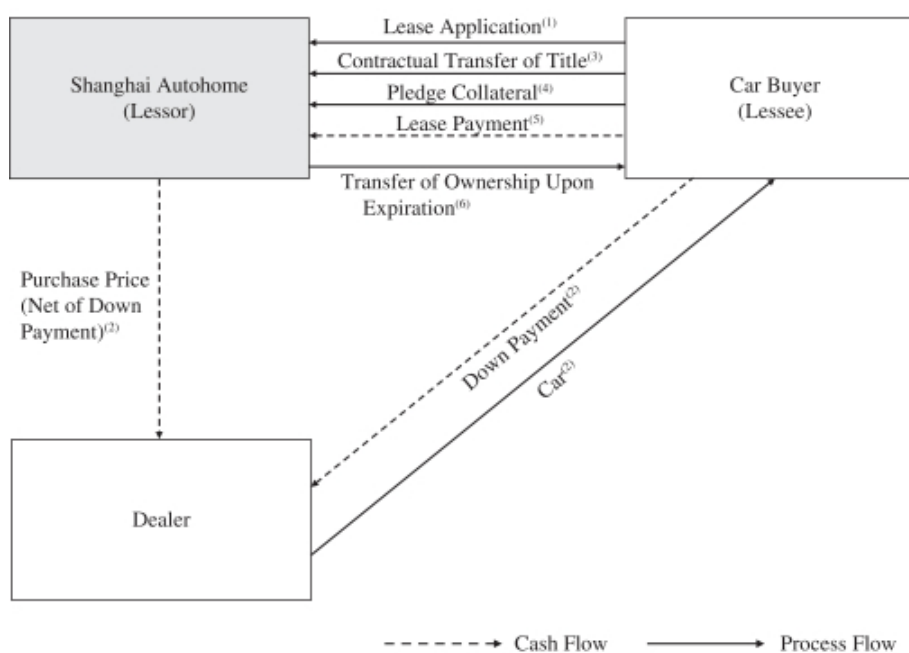 Lease Application(1)
Contractual Transfer of Title(3)
Shanghai Autohome
(Lessor)
Car Buyer
(Lessee)
Pledge Collateral(4)
Lease Payment(5)
Transfer of Ownership Upon
Expiration(6)
Purchase Price
(Net of Down
Payment)(2)
Down Payment(2)
Car(2)
Dealer
Cash Flow
Process Flow